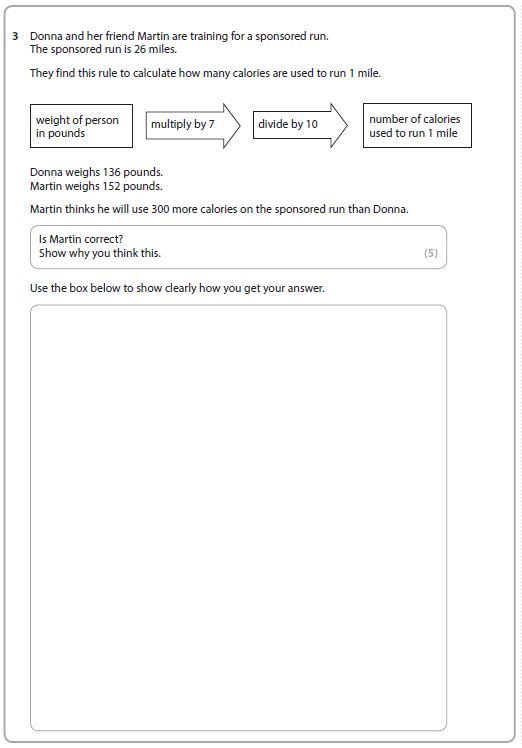 3 Donna and her friend Martin are training for a sponsored run.
The sponsored run is 26 miles.
They find this rule to calculate how many calories are used to run 1 mile.
weight of person
in pounds
multiply by 7
divide by 10
number of calories
used to run 1 mile
Donna weighs 136 pounds.
Martin weighs 152 pounds.
Martin thinks he will use 300 more calories on the sponsored run than Donna.
Is Martin correct?
Show why you think this.
(5)
Use the box below to show clearly how you get your answer.